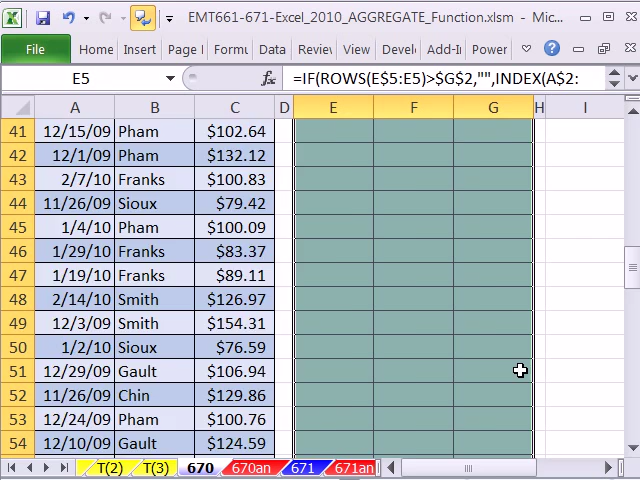 EMT661-671-Excel_2010_AGGREGATE_Function.xlsm - Mic...
File Home Insert Page l Formu Data Review View Devel Add-In Power
E5 fx =IF(ROWS(E$5:E5)>$G$2,"",INDEX(A$2:
A B C D E F G H I
41 12/15/09 Pham $102.64
42 12/1/09 Pham $132.12
43 2/7/10 Franks $100.83
44 11/26/09 Sioux $79.42
45 1/4/10 Pham $100.09
46 1/29/10 Franks $83.37
47 1/19/10 Franks $89.11
48 2/14/10 Smith $126.97
49 12/3/09 Smith $154.31
50 1/2/10 Sioux $76.59
51 12/29/09 Gault $106.94
52 11/26/09 Chin $129.86
53 12/24/09 Pham $100.76
54 12/10/09 Gault $124.59
T(2) T(3) 670 670an 671 671an